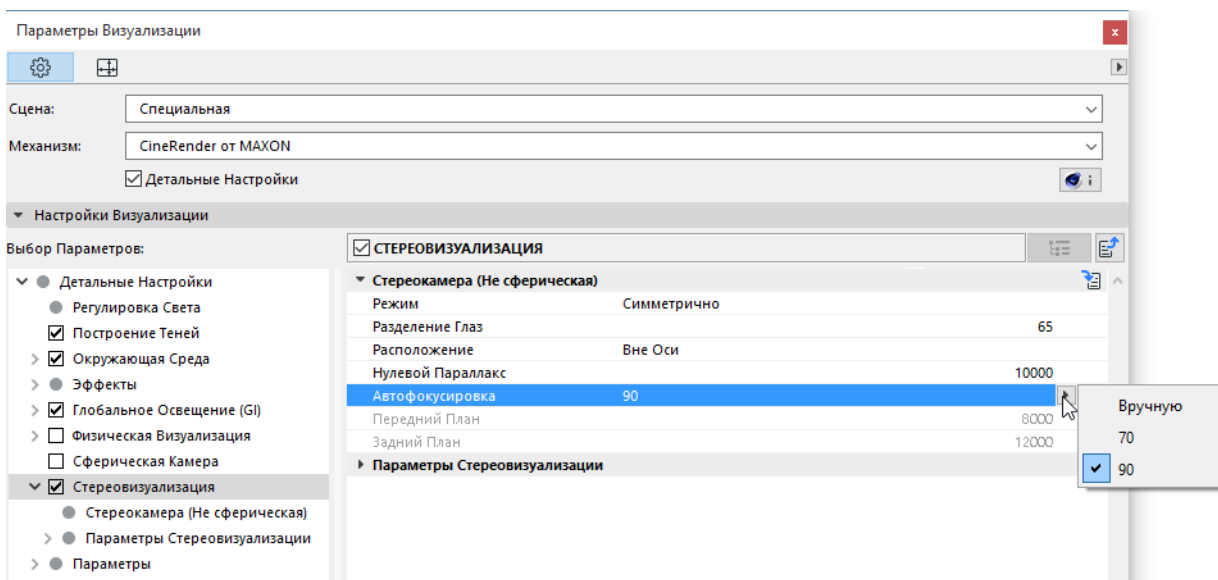 Параметры Визуализации
x
Сцена:
Специальная
Механизм:
CineRender от MAXON
Детальные Настройки
i
Настройки Визуализации
Выбор Параметров:
СТЕРЕОВИЗУАЛИЗАЦИЯ
Детальные Настройки
Регулировка Света
Построение Теней
Окружающая Среда
Эффекты
Глобальное Освещение (GI)
Физическая Визуализация
Сферическая Камера
Стереовизуализация
Стереокамера (Не сферическая)
Параметры Стереовизуализации
Параметры
Стереокамера (Не сферическая)
Режим Симметрично
Разделение Глаз 65
Расположение Вне Оси
Нулевой Параллакс 10000
Автофокусировка 90
Передний План 8000
Задний План 12000
Параметры Стереовизуализации
Вручную
70
90